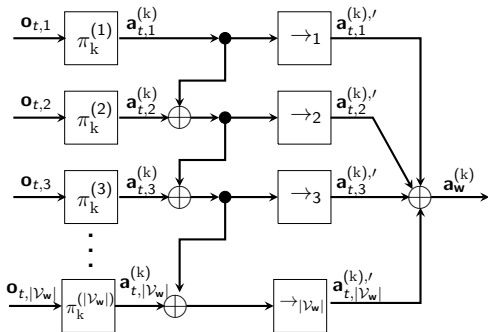 𝐨_{t,1} π_k^{(1)} 𝐚_{t,1}^{(k)} →_1 𝐚_{t,1}^{(k),′}
𝐨_{t,2} π_k^{(2)} 𝐚_{t,2}^{(k)} →_2 𝐚_{t,2}^{(k),′}
𝐨_{t,3} π_k^{(3)} 𝐚_{t,3}^{(k)} →_3 𝐚_{t,3}^{(k),′} 𝐚_𝐰^{(k)}
𝐨_{t,|𝒱_𝐰|} π_k^{(|𝒱_𝐰|)} 𝐚_{t,|𝒱_𝐰|}^{(k)} →_{|𝒱_𝐰|} 𝐚_{t,|𝒱_𝐰|}^{(k),′}